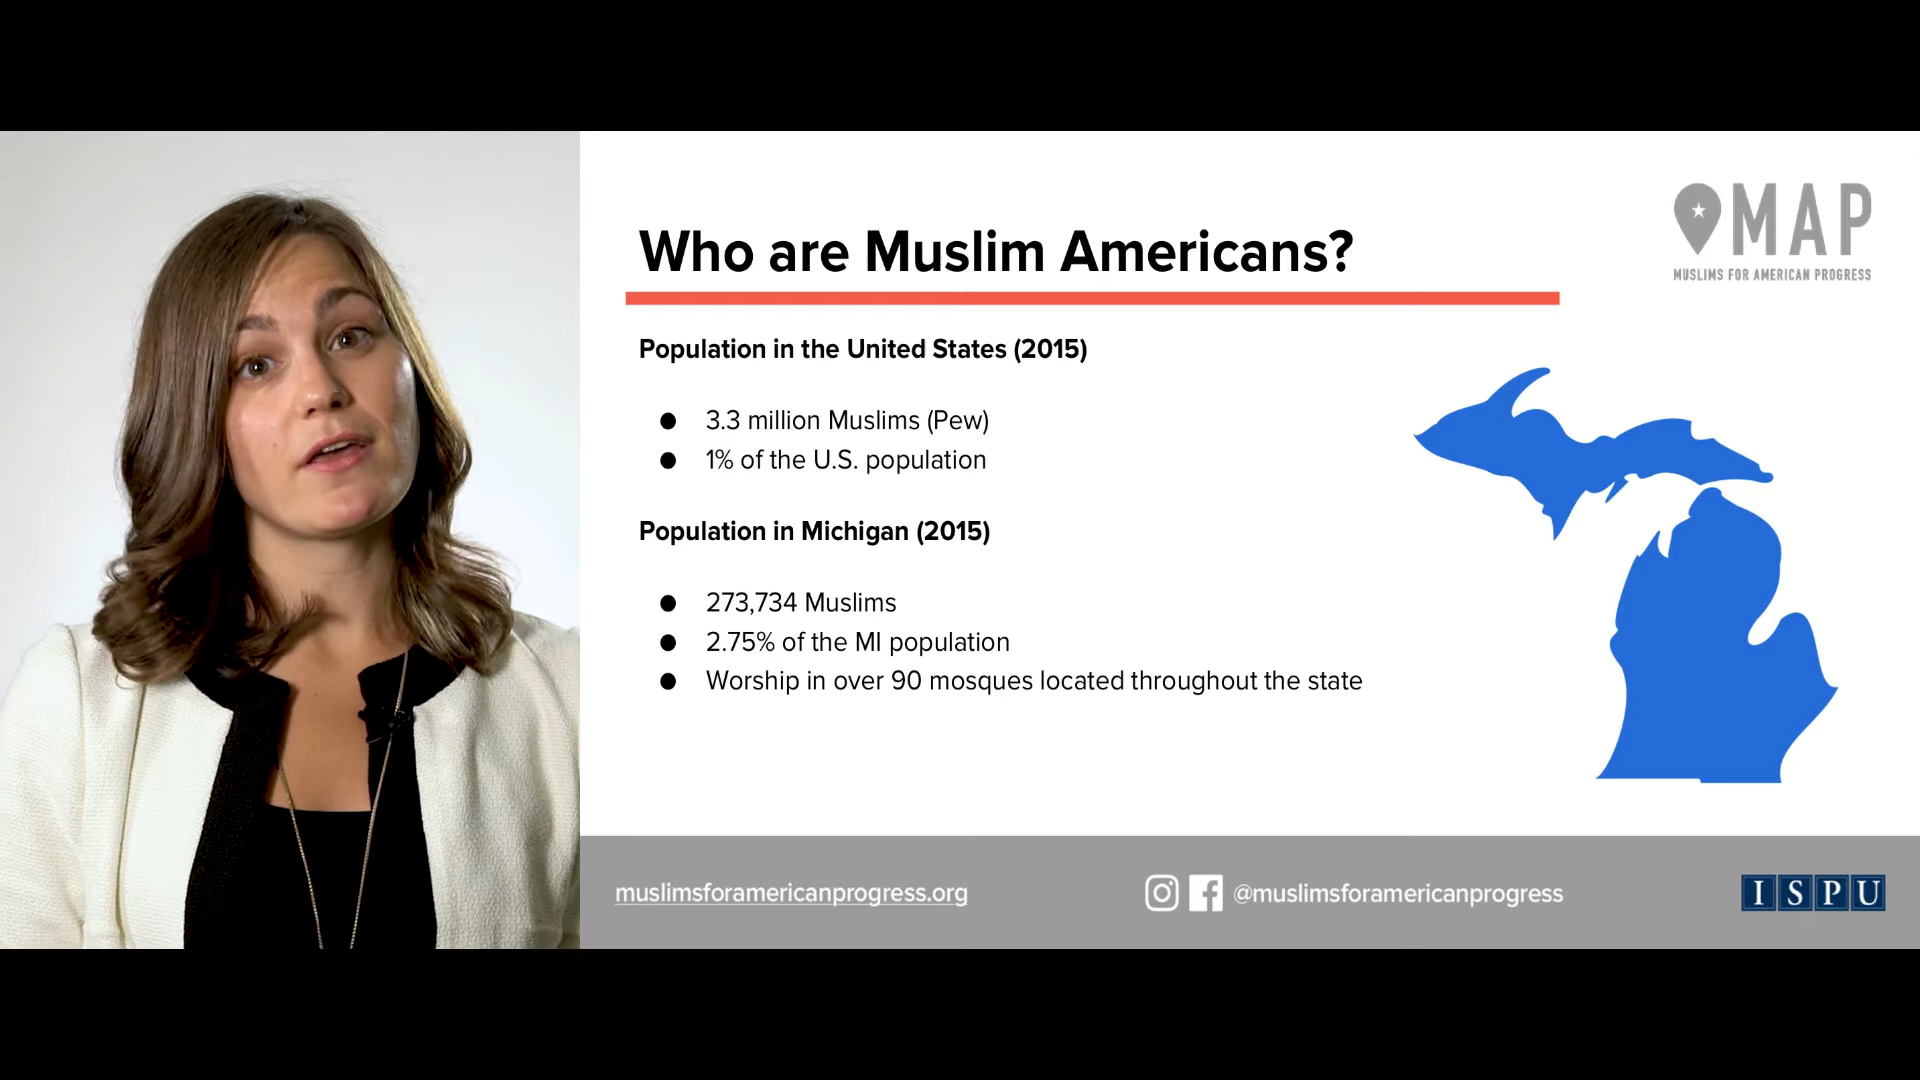 MAP
MUSLIMS FOR AMERICAN PROGRESS
Who are Muslim Americans?
Population in the United States (2015)
● 3.3 million Muslims (Pew)
● 1% of the U.S. population
Population in Michigan (2015)
● 273,734 Muslims
● 2.75% of the MI population
● Worship in over 90 mosques located throughout the state
muslimsforamericanprogress.org
@muslimsforamericanprogress
ISPU